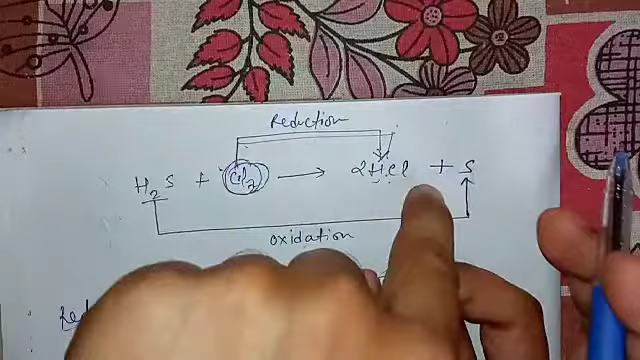 Reduction
H₂S + Cl₂ → 2HCl + S
oxidation